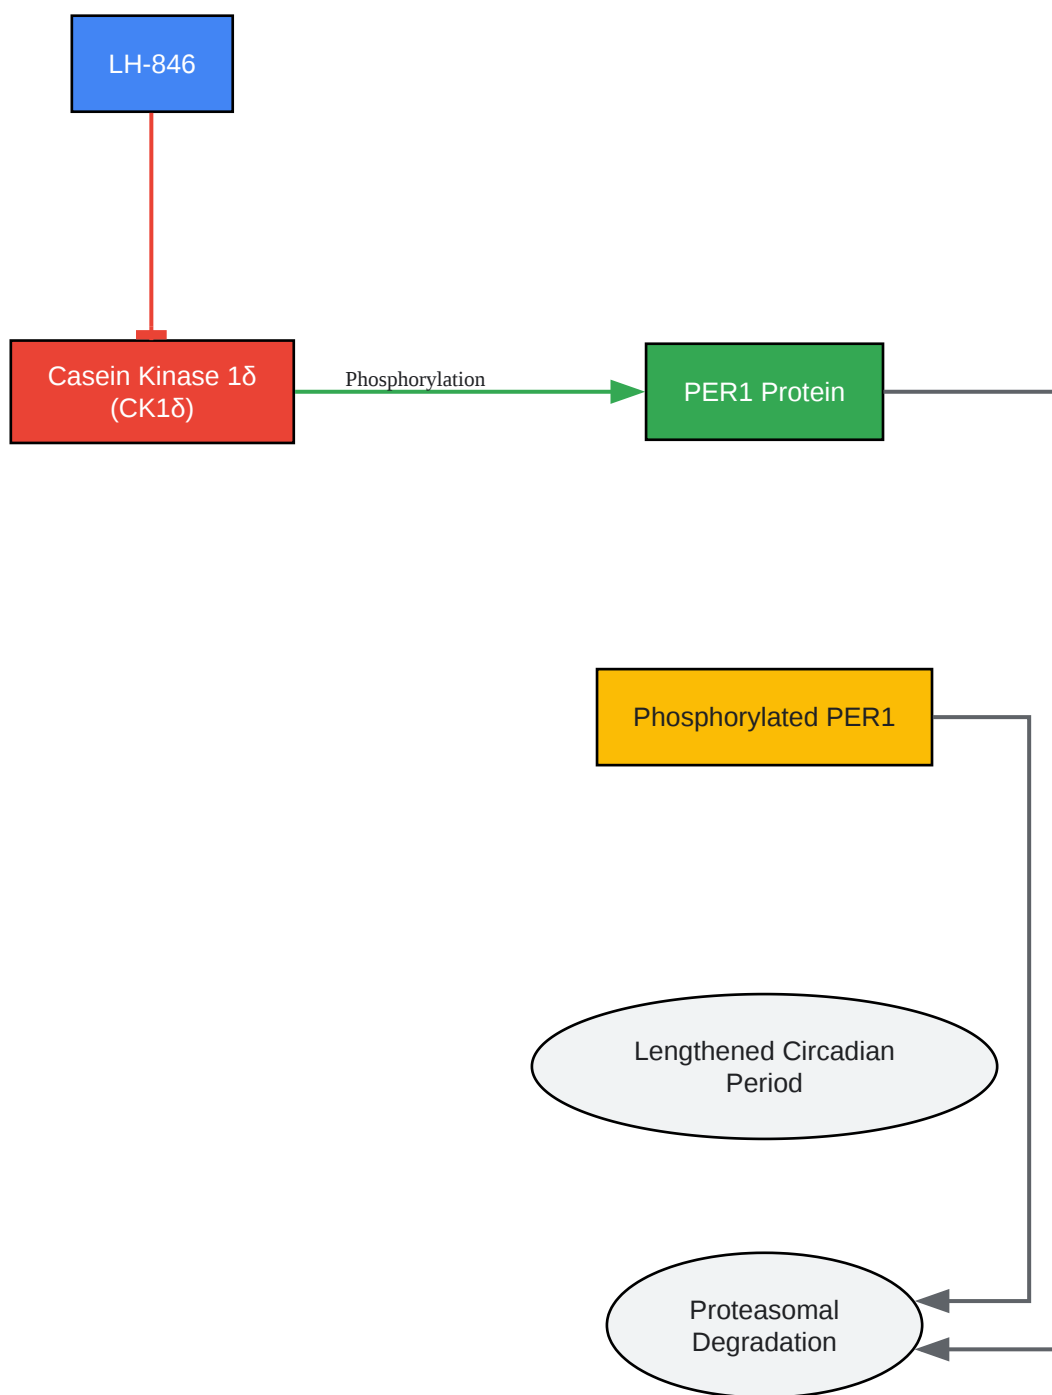 LH-846
Casein Kinase 1δ
(CK1δ)
Phosphorylation
PER1 Protein
Phosphorylated PER1
Lengthened Circadian
Period
Proteasomal
Degradation